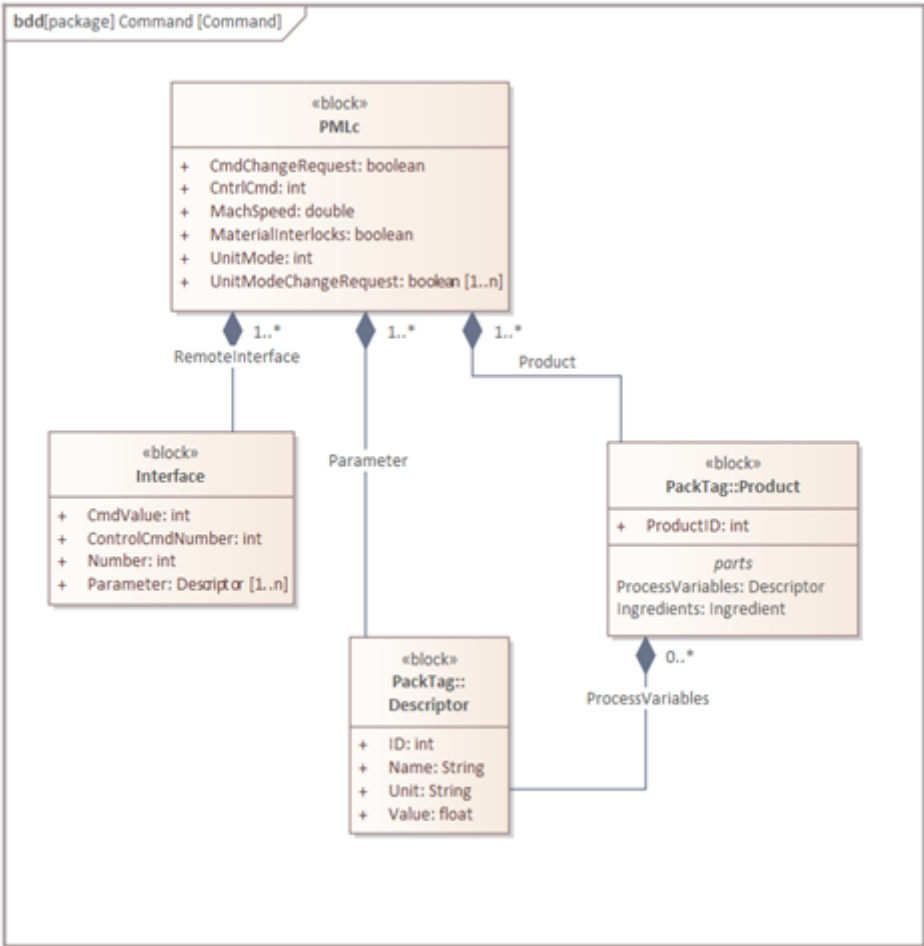 bdd[package] Command [Command]
«block»
PMLc
+ CmdChangeRequest: boolean
+ CntrlCmd: int
+ MachSpeed: double
+ MaterialInterlocks: boolean
+ UnitMode: int
+ UnitModeChangeRequest: boolean [1..n]
1..*
1..*
1..*
RemoteInterface
Product
Parameter
«block»
Interface
+ CmdValue: int
+ ControlCmdNumber: int
+ Number: int
+ Parameter: Descriptor [1..n]
«block»
PackTag::Product
+ ProductID: int
parts
ProcessVariables: Descriptor
Ingredients: Ingredient
0..*
ProcessVariables
«block»
PackTag::
Descriptor
+ ID: int
+ Name: String
+ Unit: String
+ Value: float